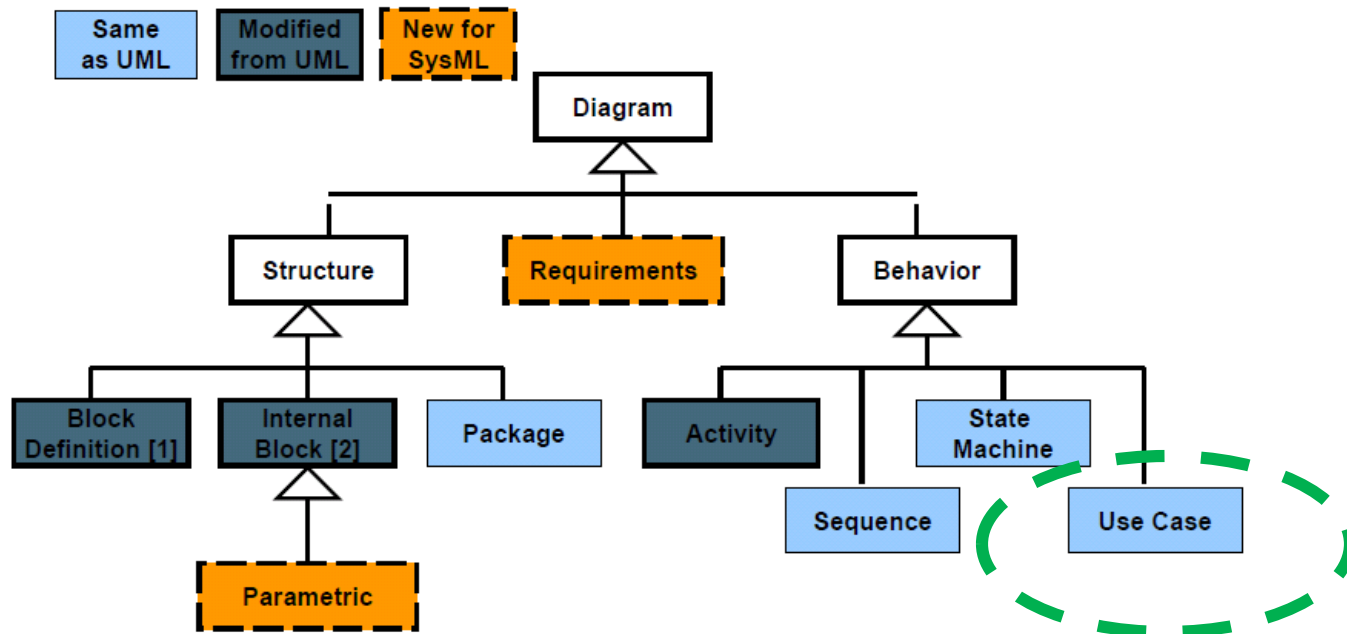 Same
as UML
Modified
from UML
New for
SysML
Diagram
Structure
Requirements
Behavior
Block
Definition [1]
Internal
Block [2]
Package
Activity
State
Machine
Sequence
Use Case
Parametric